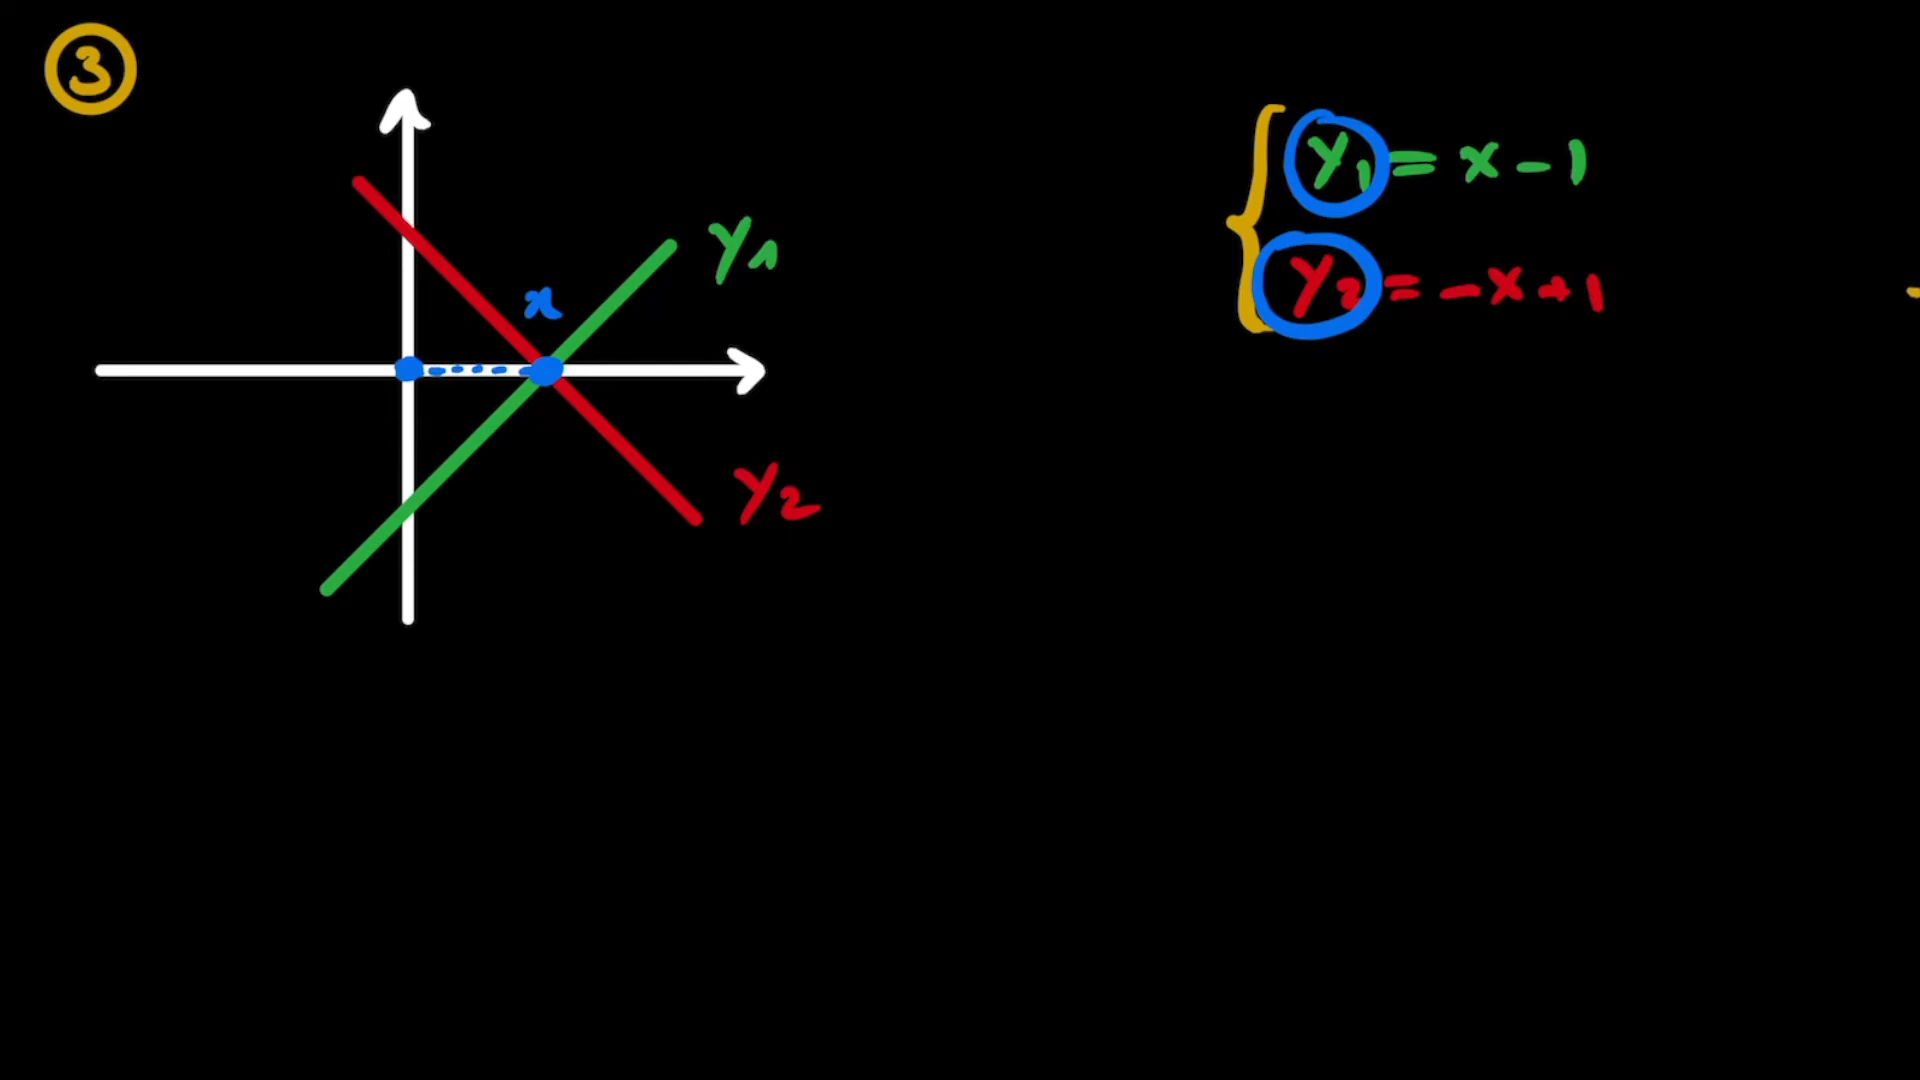 3
y₁ = x - 1
y₁
y₂ = -x + 1
x
y₂